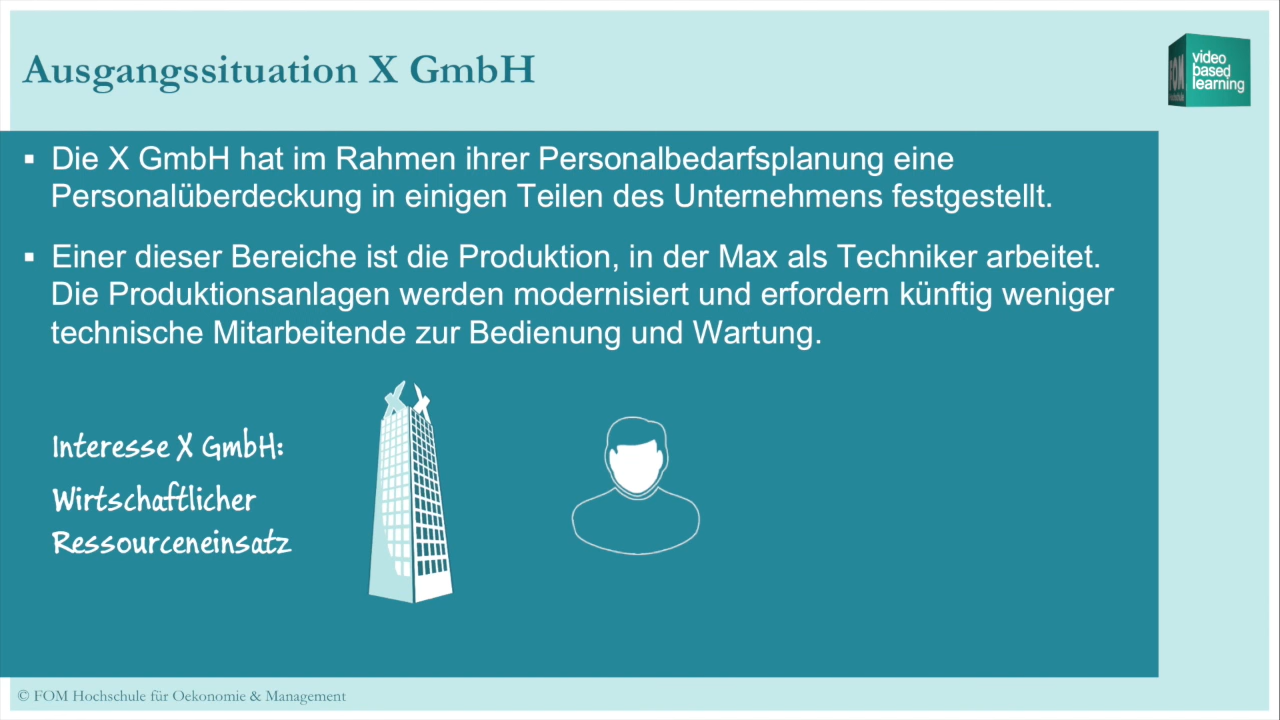 Ausgangssituation X GmbH
FOM
Hochschule
video
based
learning
▪ Die X GmbH hat im Rahmen ihrer Personalbedarfsplanung eine
Personalüberdeckung in einigen Teilen des Unternehmens festgestellt.
▪ Einer dieser Bereiche ist die Produktion, in der Max als Techniker arbeitet.
Die Produktionsanlagen werden modernisiert und erfordern künftig weniger
technische Mitarbeitende zur Bedienung und Wartung.
Interesse X GmbH:
Wirtschaftlicher
Ressourceneinsatz
© FOM Hochschule für Oekonomie & Management